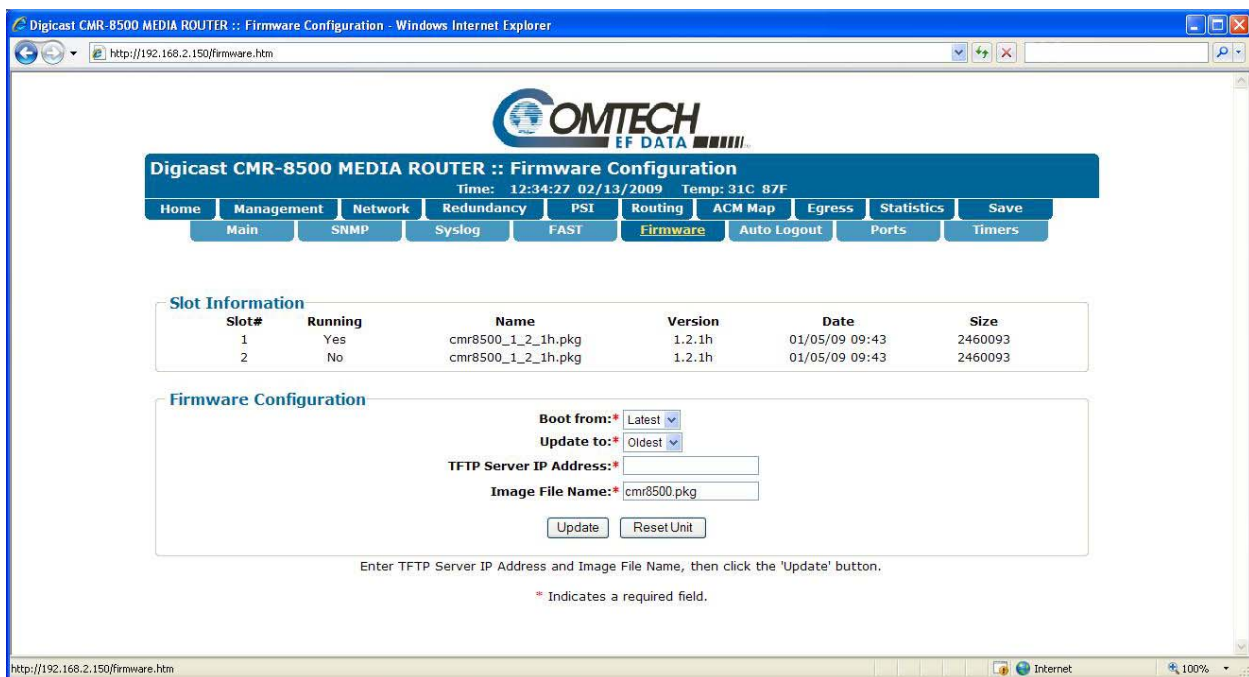 Digicast CMR-8500 MEDIA ROUTER :: Firmware Configuration - Windows Internet Explorer
http://192.168.2.150/firmware.htm
COMTECH
EF DATA
Digicast CMR-8500 MEDIA ROUTER :: Firmware Configuration
Time: 12:34:27 02/13/2009 Temp: 31C 87F
Home Management Network Redundancy PSI Routing ACM Map Egress Statistics Save
Main SNMP Syslog FAST Firmware Auto Logout Ports Timers
Slot Information
Slot# Running Name Version Date Size
1 Yes cmr8500_1_2_1h.pkg 1.2.1h 01/05/09 09:43 2460093
2 No cmr8500_1_2_1h.pkg 1.2.1h 01/05/09 09:43 2460093
Firmware Configuration
Boot from:* Latest
Update to:* Oldest
TFTP Server IP Address:*
Image File Name:* cmr8500.pkg
Update Reset Unit
Enter TFTP Server IP Address and Image File Name, then click the 'Update' button.
* Indicates a required field.
http://192.168.2.150/firmware.htm Internet 100%